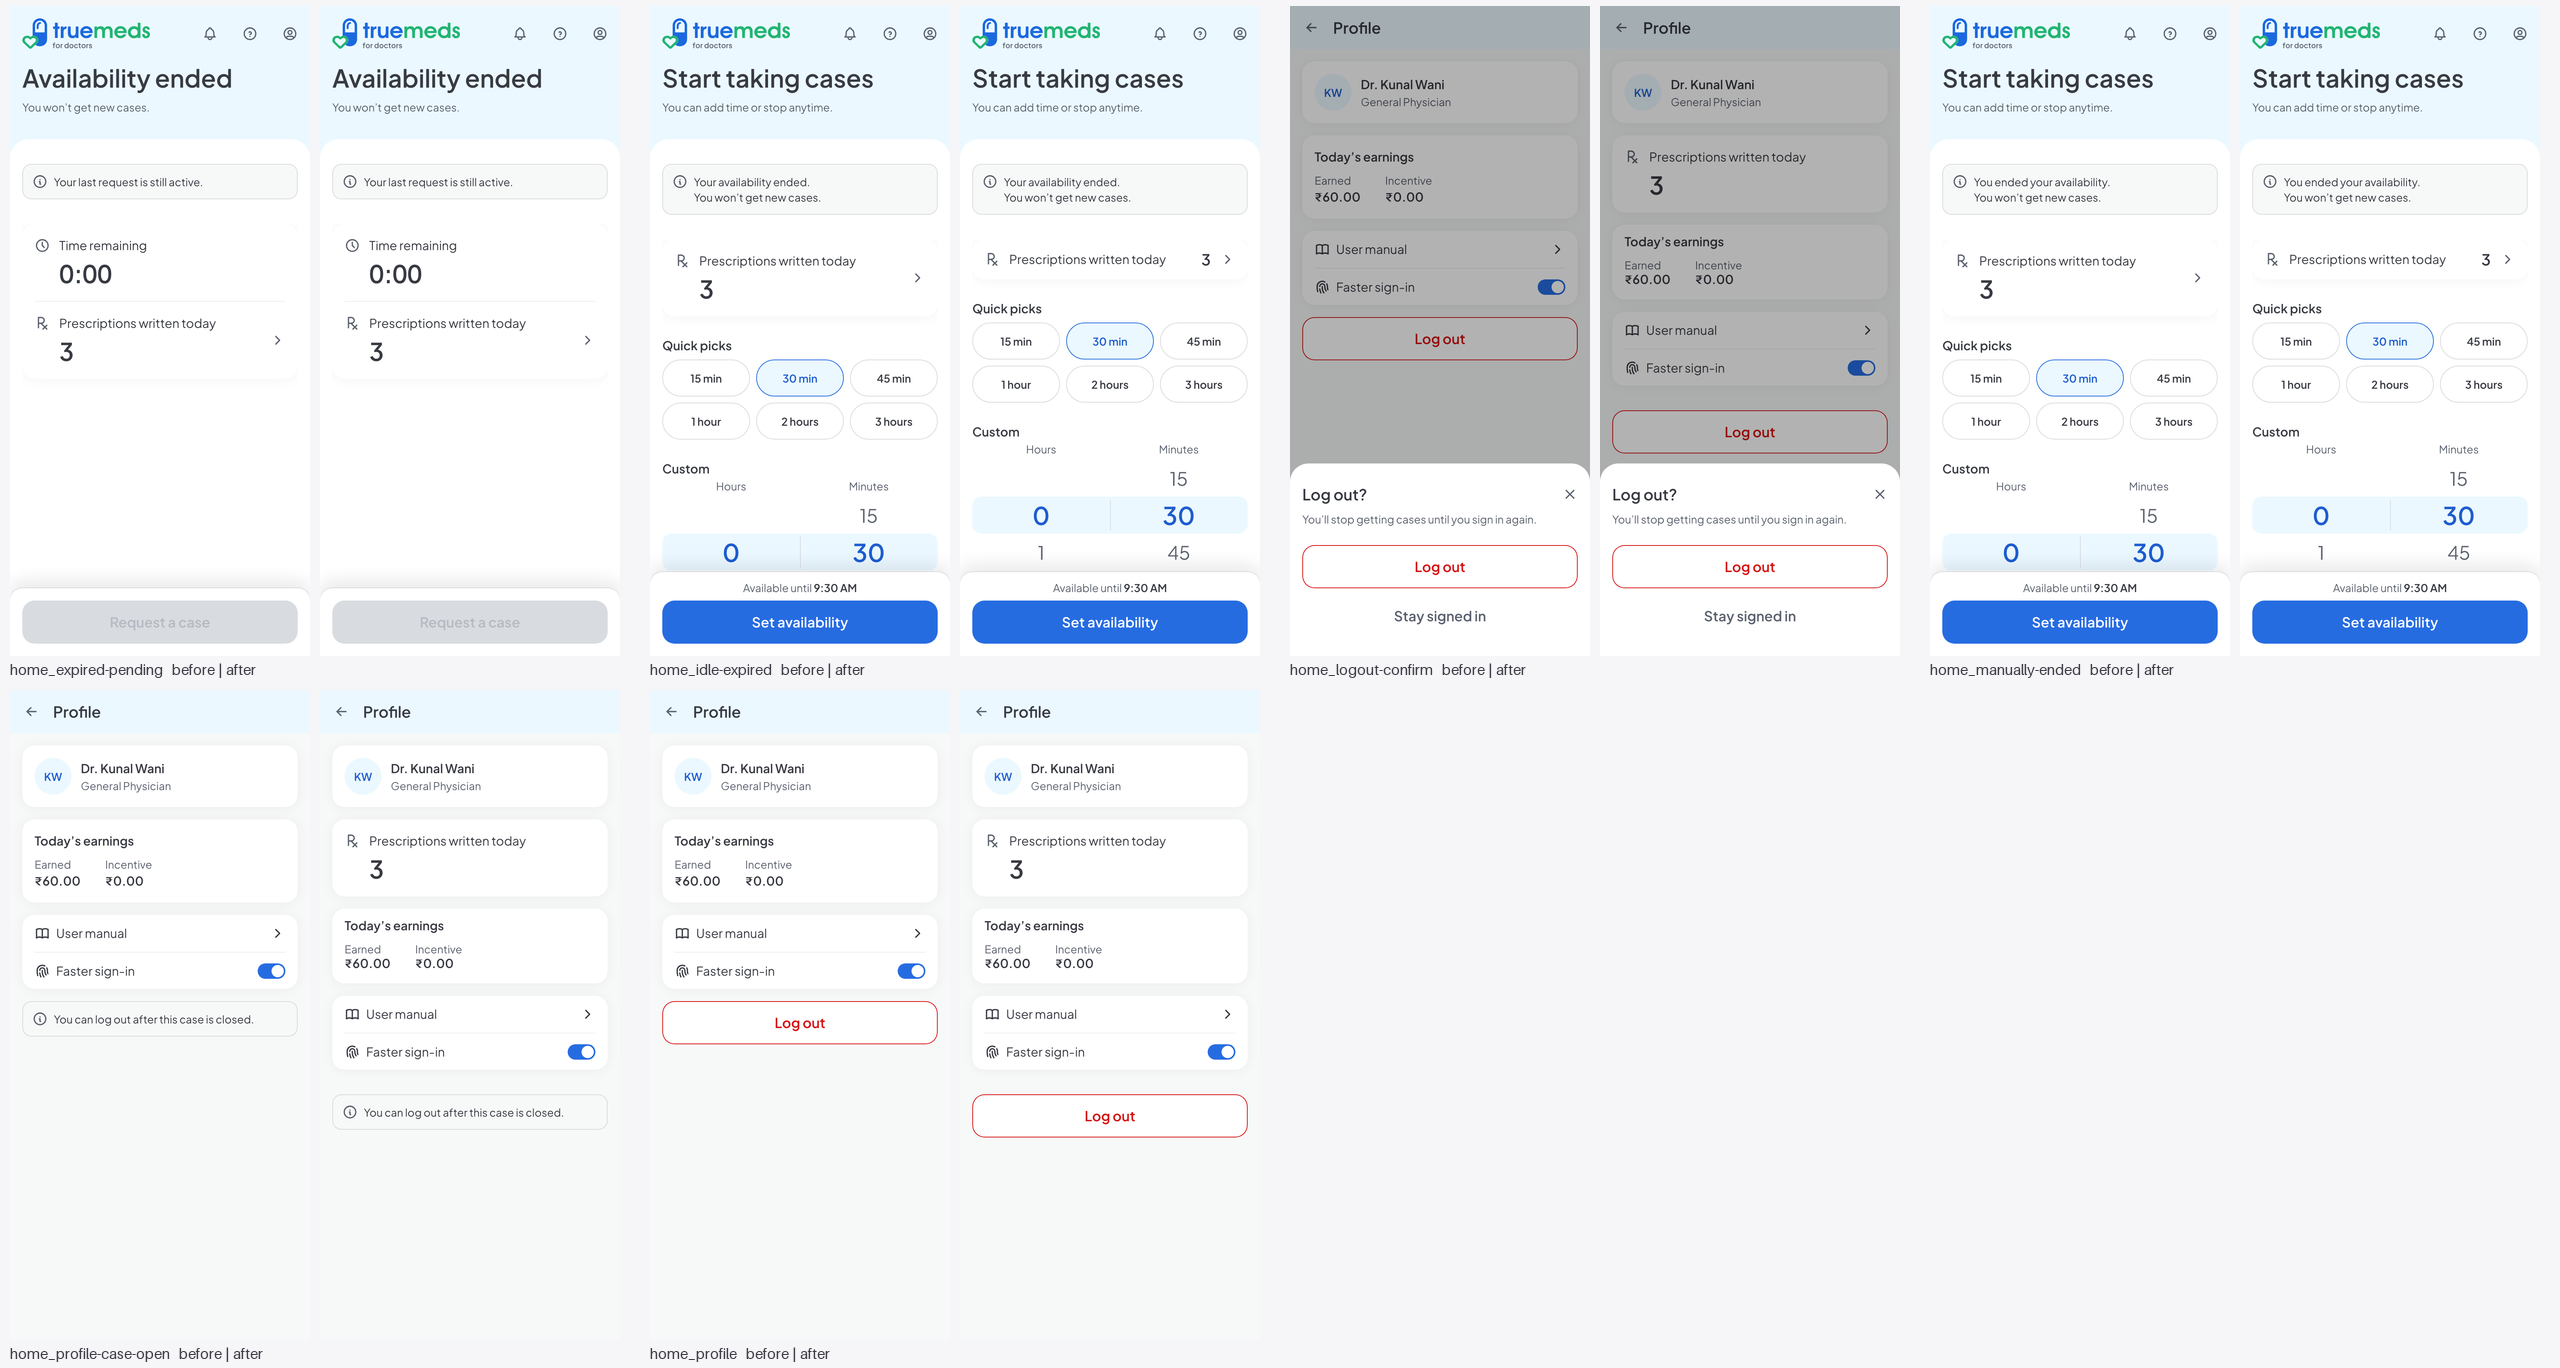 truemeds
for doctors
Availability ended
You won't get new cases.
Your last request is still active.
Time remaining
0:00
Prescriptions written today
3
Request a case
truemeds
for doctors
Availability ended
You won't get new cases.
Your last request is still active.
Time remaining
0:00
Prescriptions written today
3
Request a case
home_expired-pending before | after
truemeds
for doctors
Start taking cases
You can add time or stop anytime.
Your availability ended.
You won't get new cases.
Prescriptions written today
3
Quick picks
15 min 30 min 45 min
1 hour 2 hours 3 hours
Custom
Hours Minutes
15
0 30
Available until 9:30 AM
Set availability
truemeds
for doctors
Start taking cases
You can add time or stop anytime.
Your availability ended.
You won't get new cases.
Prescriptions written today 3
Quick picks
15 min 30 min 45 min
1 hour 2 hours 3 hours
Custom
Hours Minutes
15
0 30
1 45
Available until 9:30 AM
Set availability
home_idle-expired before | after
Profile
KW
Dr. Kunal Wani
General Physician
Today's earnings
Earned Incentive
₹60.00 ₹0.00
User manual
Faster sign-in
Log out
Log out?
You'll stop getting cases until you sign in again.
Log out
Stay signed in
Profile
KW
Dr. Kunal Wani
General Physician
Prescriptions written today
3
Today's earnings
Earned Incentive
₹60.00 ₹0.00
User manual
Faster sign-in
Log out
Log out?
You'll stop getting cases until you sign in again.
Log out
Stay signed in
home_logout-confirm before | after
truemeds
for doctors
Start taking cases
You can add time or stop anytime.
You ended your availability.
You won't get new cases.
Prescriptions written today
3
Quick picks
15 min 30 min 45 min
1 hour 2 hours 3 hours
Custom
Hours Minutes
15
0 30
Available until 9:30 AM
Set availability
truemeds
for doctors
Start taking cases
You can add time or stop anytime.
You ended your availability.
You won't get new cases.
Prescriptions written today 3
Quick picks
15 min 30 min 45 min
1 hour 2 hours 3 hours
Custom
Hours Minutes
15
0 30
1 45
Available until 9:30 AM
Set availability
home_manually-ended before | after
Profile
KW
Dr. Kunal Wani
General Physician
Today's earnings
Earned Incentive
₹60.00 ₹0.00
User manual
Faster sign-in
You can log out after this case is closed.
Profile
KW
Dr. Kunal Wani
General Physician
Prescriptions written today
3
Today's earnings
Earned Incentive
₹60.00 ₹0.00
User manual
Faster sign-in
You can log out after this case is closed.
home_profile-case-open before | after
Profile
KW
Dr. Kunal Wani
General Physician
Today's earnings
Earned Incentive
₹60.00 ₹0.00
User manual
Faster sign-in
Log out
Profile
KW
Dr. Kunal Wani
General Physician
Prescriptions written today
3
Today's earnings
Earned Incentive
₹60.00 ₹0.00
User manual
Faster sign-in
Log out
home_profile before | after